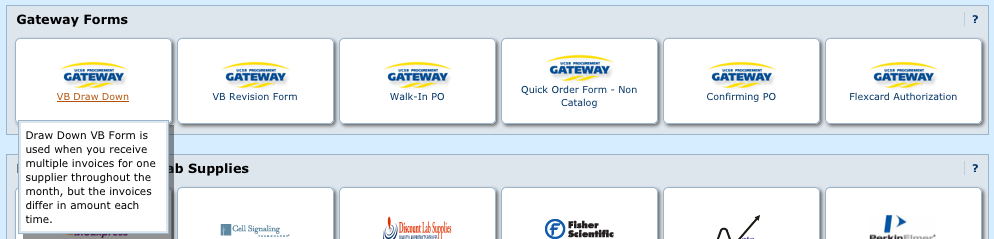 Gateway Forms
?
UCSB PROCUREMENT
GATEWAY
VB Draw Down
UCSB PROCUREMENT
GATEWAY
VB Revision Form
UCSB PROCUREMENT
GATEWAY
Walk-In PO
UCSB PROCUREMENT
GATEWAY
Quick Order Form - Non
Catalog
UCSB PROCUREMENT
GATEWAY
Confirming PO
UCSB PROCUREMENT
GATEWAY
Flexcard Authorization
Draw Down VB Form is
used when you receive
multiple invoices for one
supplier throughout the
month, but the invoices
differ in amount each
time.
ab Supplies
?
Cell Signaling
Discount Lab Supplies
Fisher
Scientific
PerkinElmer